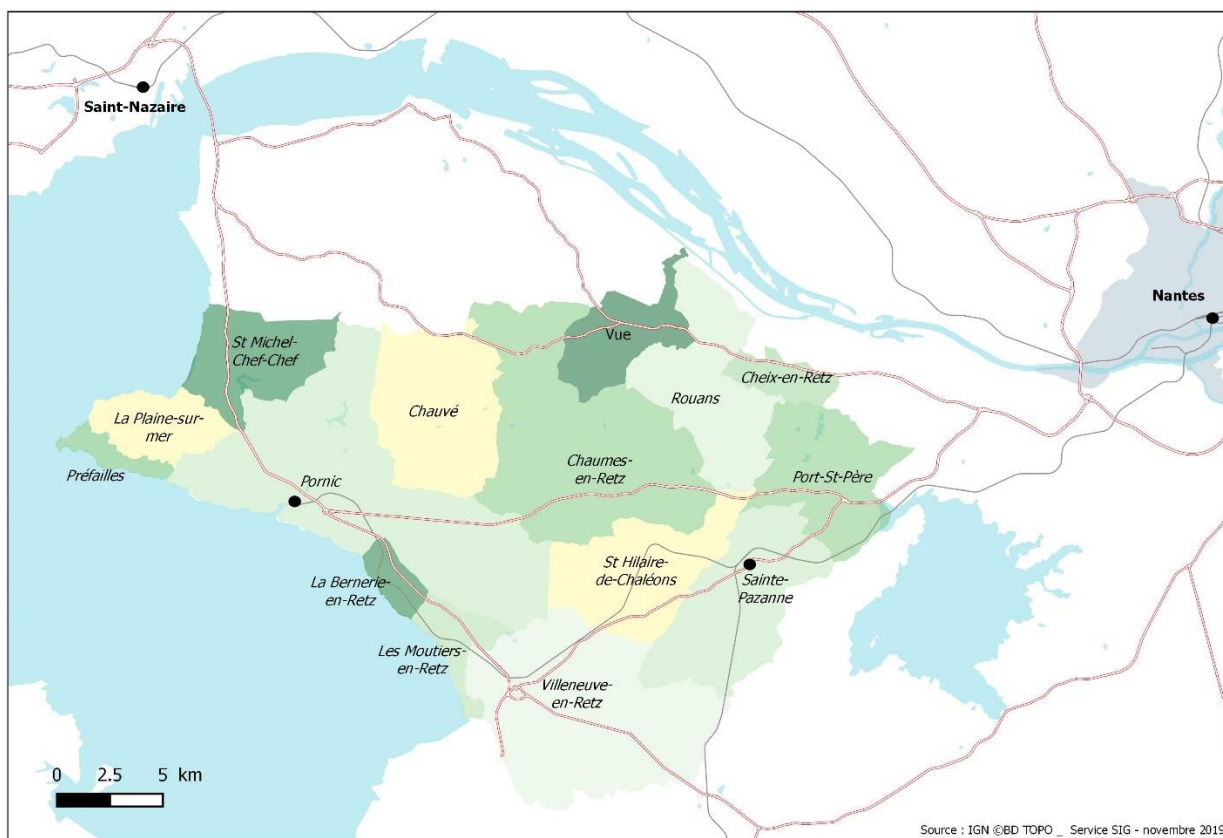 Saint-Nazaire
Nantes
Vue
St Michel-
Chef-Chef
Cheix-en-Retz
Rouans
Chauvé
La Plaine-sur-
mer
Chaumes-
en-Retz
Port-St-Père
Préfailles
Pornic
St Hilaire-
de-Chaléons
La Bernerie-
en-Retz
Sainte-
Pazanne
Les Moutiers-
en-Retz
Villeneuve-
en-Retz
0 2.5 5 km
Source : IGN ©BD TOPO _ Service SIG - novembre 2019